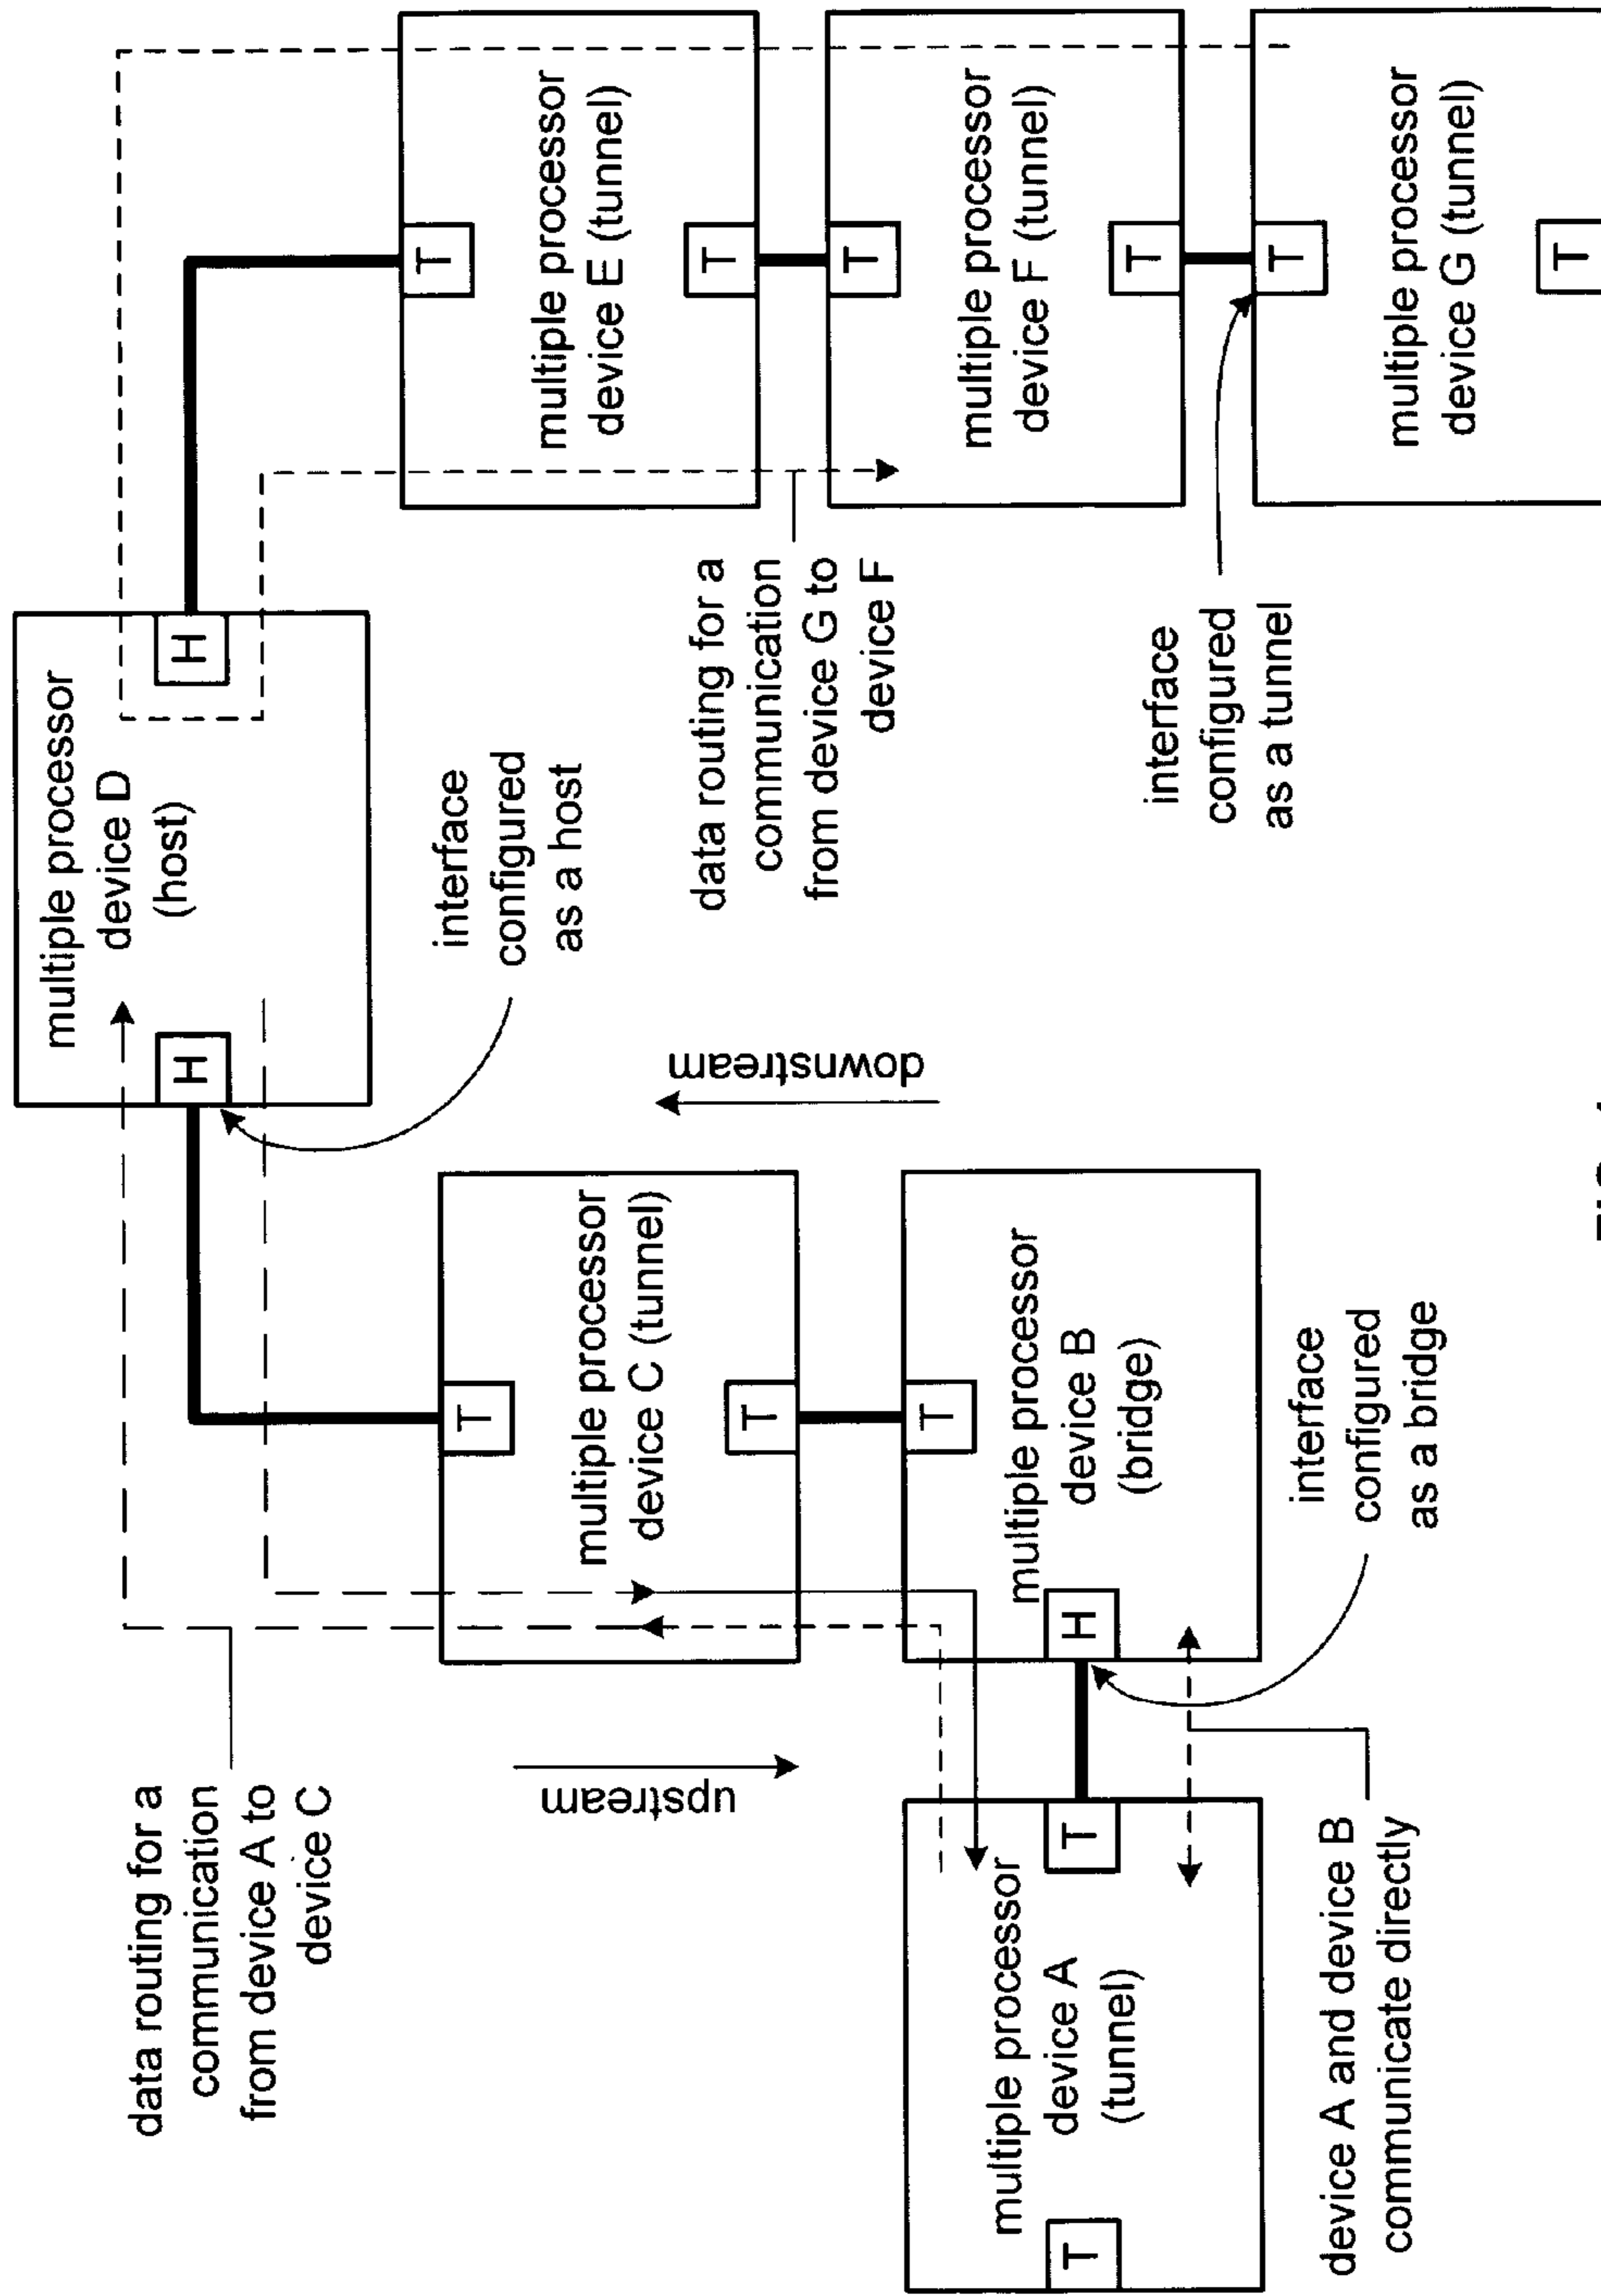 multiple processor
device D
(host)
H
H
interface
configured
as a host
data routing for a
communication
from device A to
device C
upstream
downstream
T
multiple processor
device C (tunnel)
T
T
multiple processor
device B
(bridge)
H
interface
configured
as a bridge
T
multiple processor
device A
(tunnel)
T
device A and device B
communicate directly
T
multiple processor
device E (tunnel)
T
data routing for a
communication
from device G to
device F
T
multiple processor
device F (tunnel)
T
interface
configured
as a tunnel
T
multiple processor
device G (tunnel)
T